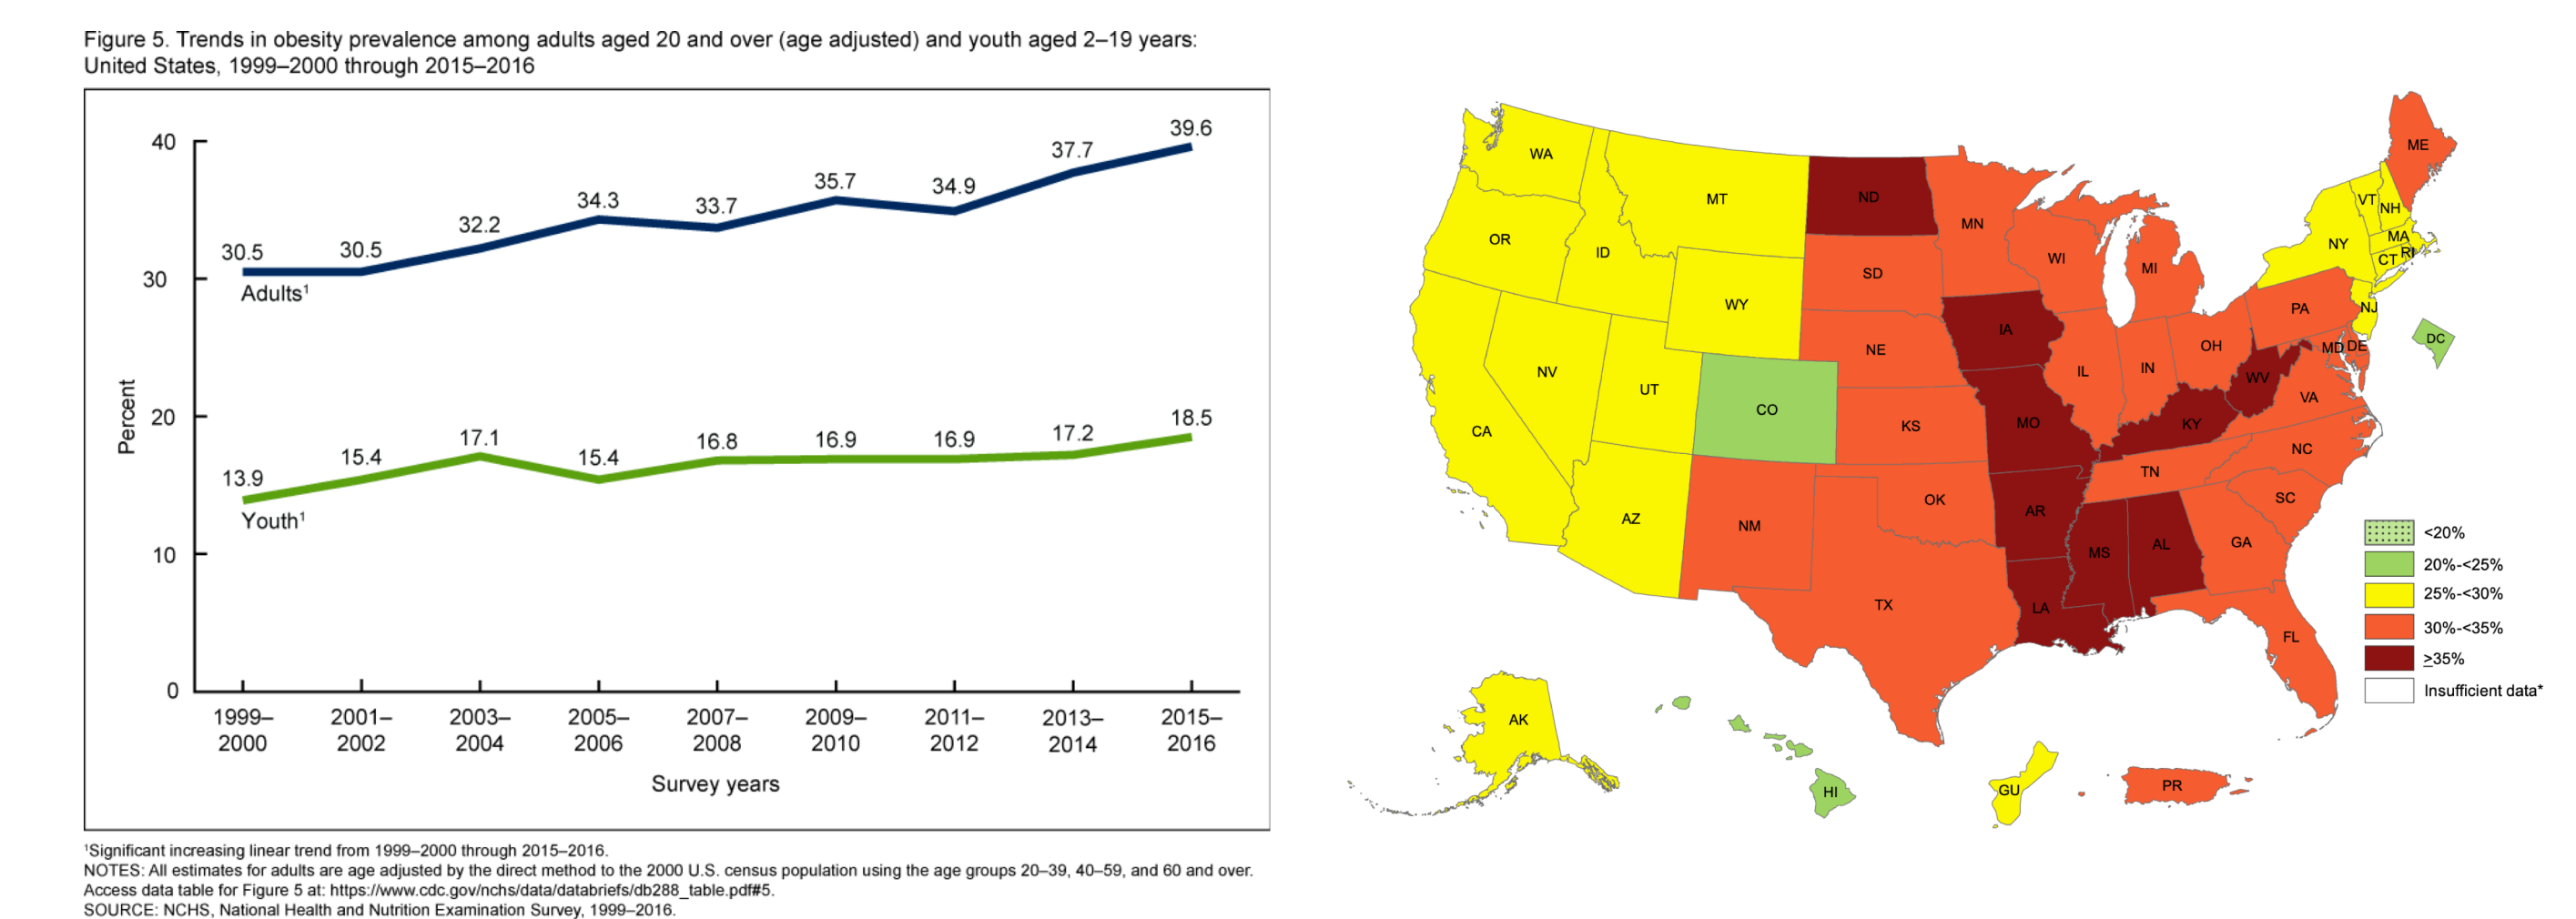 Figure 5. Trends in obesity prevalence among adults aged 20 and over (age adjusted) and youth aged 2–19 years:
United States, 1999–2000 through 2015–2016
Percent
40
30
20
10
0
30.5
30.5
32.2
34.3
33.7
35.7
34.9
37.7
39.6
Adults¹
13.9
15.4
17.1
15.4
16.8
16.9
16.9
17.2
18.5
Youth¹
1999–
2000
2001–
2002
2003–
2004
2005–
2006
2007–
2008
2009–
2010
2011–
2012
2013–
2014
2015–
2016
Survey years
¹Significant increasing linear trend from 1999–2000 through 2015–2016.
NOTES: All estimates for adults are age adjusted by the direct method to the 2000 U.S. census population using the age groups 20–39, 40–59, and 60 and over.
Access data table for Figure 5 at: https://www.cdc.gov/nchs/data/databriefs/db288_table.pdf#5.
SOURCE: NCHS, National Health and Nutrition Examination Survey, 1999–2016.
WA
MT
ND
MN
ME
VT
NH
OR
ID
SD
WI
MI
NY
MA
CT
RI
WY
IA
NE
PA
NJ
NV
UT
CO
IL
IN
OH
MD
DE
DC
CA
KS
MO
KY
WV
VA
AZ
NM
OK
AR
TN
NC
SC
TX
LA
MS
AL
GA
FL
AK
HI
GU
PR
<20%
20%-<25%
25%-<30%
30%-<35%
≥35%
Insufficient data*